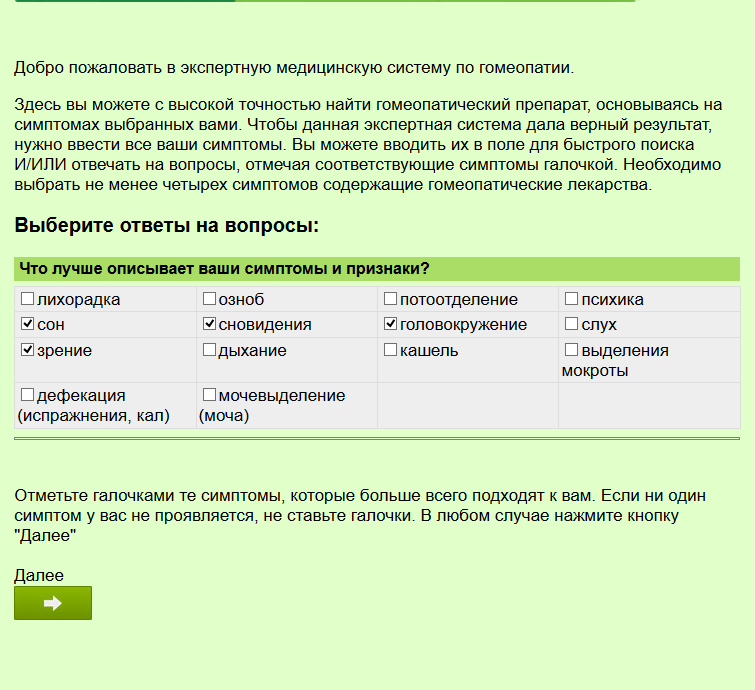 Добро пожаловать в экспертную медицинскую систему по гомеопатии.
Здесь вы можете с высокой точностью найти гомеопатический препарат, основываясь на
симптомах выбранных вами. Чтобы данная экспертная система дала верный результат,
нужно ввести все ваши симптомы. Вы можете вводить их в поле для быстрого поиска
И/ИЛИ отвечать на вопросы, отмечая соответствующие симптомы галочкой. Необходимо
выбрать не менее четырех симптомов содержащие гомеопатические лекарства.
Выберите ответы на вопросы:
Что лучше описывает ваши симптомы и признаки?
лихорадка озноб потоотделение психика
сон сновидения головокружение слух
зрение дыхание кашель выделения
мокроты
дефекация мочевыделение
(испражнения, кал) (моча)
Отметьте галочками те симптомы, которые больше всего подходят к вам. Если ни один
симптом у вас не проявляется, не ставьте галочки. В любом случае нажмите кнопку
"Далее"
Далее